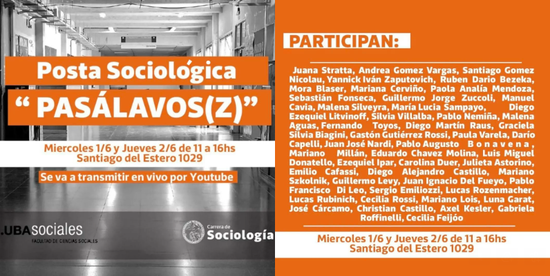 Posta Sociológica
“ PASÁLAVOS(Z)”
Miercoles 1/6 y Jueves 2/6 de 11 a 16hs
Santiago del Estero 1029
Se va a transmitir en vivo por Youtube
.UBAsociales
FACULTAD DE CIENCIAS SOCIALES
Carrera de
Sociología
PARTICIPAN:
Juana Stratta, Andrea Gomez Vargas, Santiago Gomez
Nicolau, Yannick Iván Zaputovich, Ruben Dario Bezeka,
Mora Blaser, Mariana Cerviño, Paola Analía Mendoza,
Sebastián Fonseca, Guillermo Jorge Zuccoli, Manuel
Cavia, Malena Silveyra, Maria Lucía Sampayo, Diego
Ezequiel Litvinoff, Silvia Villalba, Pablo Nemiña, Malena
Aguas, Fernando Toyos, Diego Martín Raus, Graciela
Silvia Biagini, Gastón Gutiérrez Rossi, Paula Varela, Darío
Capelli, Juan José Nardi, Pablo Augusto Bonavena,
Mariano Millán, Eduardo Chavez Molina, Luis Miguel
Donatello, Ezequiel Ipar, Carolina Duer, Julieta Astorino,
Emilio Cafassi, Diego Alejandro Castillo, Mariano
Szkolnik, Guillermo Levy, Juan Ignacio Del Fueyo, Pablo
Francisco Di Leo, Sergio Emiliozzi, Lucas Rozenmacher,
Lucas Rubinich, Cecilia Rossi, Mariano Lois, Luna Garat,
José Cárcamo, Christian Castillo, Axel Kesler, Gabriela
Roffinelli, Cecilia Feijóo
Miercoles 1/6 y Jueves 2/6 de 11 a 16hs
Santiago del Estero 1029